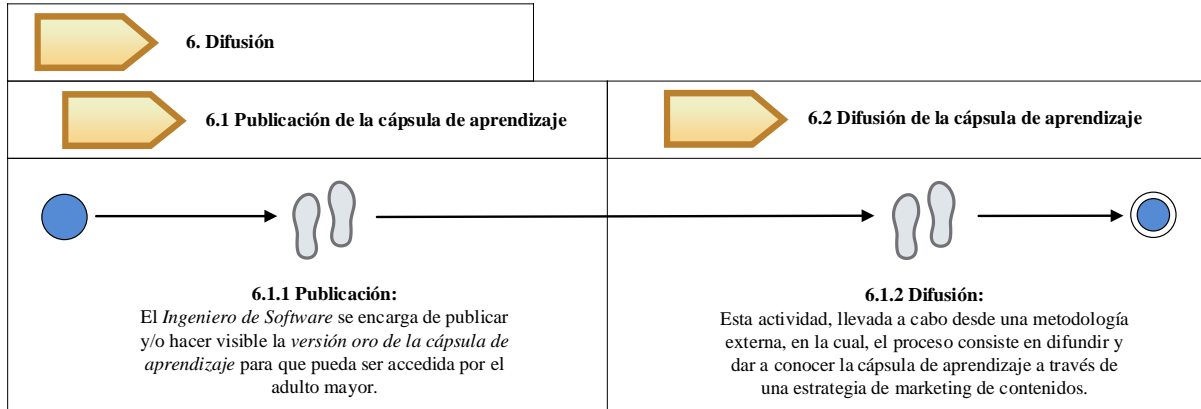 6. Difusión
6.1 Publicación de la cápsula de aprendizaje
6.2 Difusión de la cápsula de aprendizaje
6.1.1 Publicación:
El Ingeniero de Software se encarga de publicar
y/o hacer visible la versión oro de la cápsula de
aprendizaje para que pueda ser accedida por el
adulto mayor.
6.1.2 Difusión:
Esta actividad, llevada a cabo desde una metodología
externa, en la cual, el proceso consiste en difundir y
dar a conocer la cápsula de aprendizaje a través de
una estrategia de marketing de contenidos.